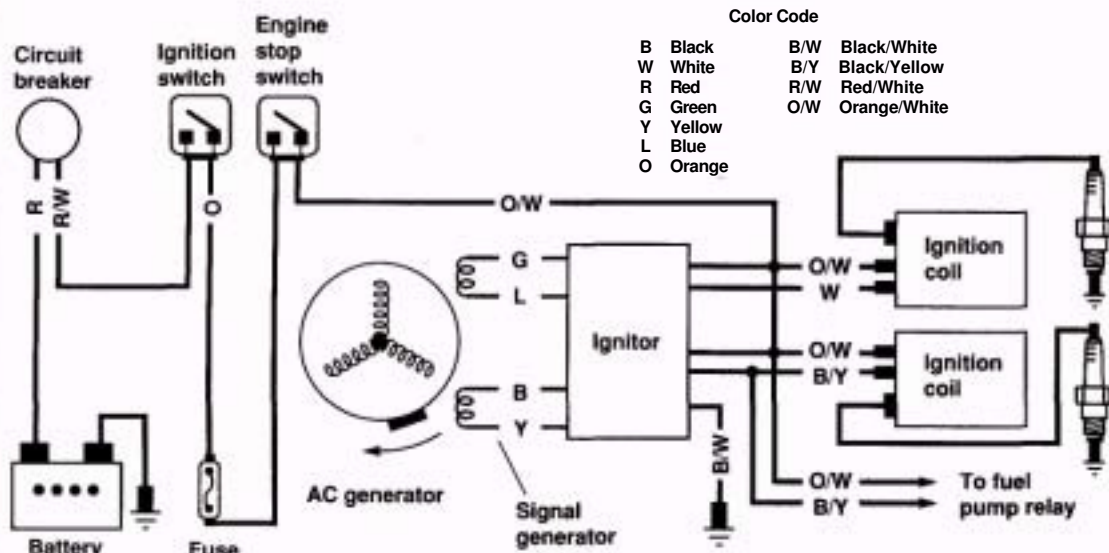 Color Code
B Black B/W Black/White
W White B/Y Black/Yellow
R Red R/W Red/White
G Green O/W Orange/White
Y Yellow
L Blue
O Orange
Circuit
breaker
Ignition
switch
Engine
stop
switch
R
R/W
O
O/W
G
L
B
Y
Ignitor
O/W
W
O/W
B/Y
Ignition
coil
Ignition
coil
B/W
AC generator
Signal
generator
O/W
B/Y
To fuel
pump relay
Battery
Fuse